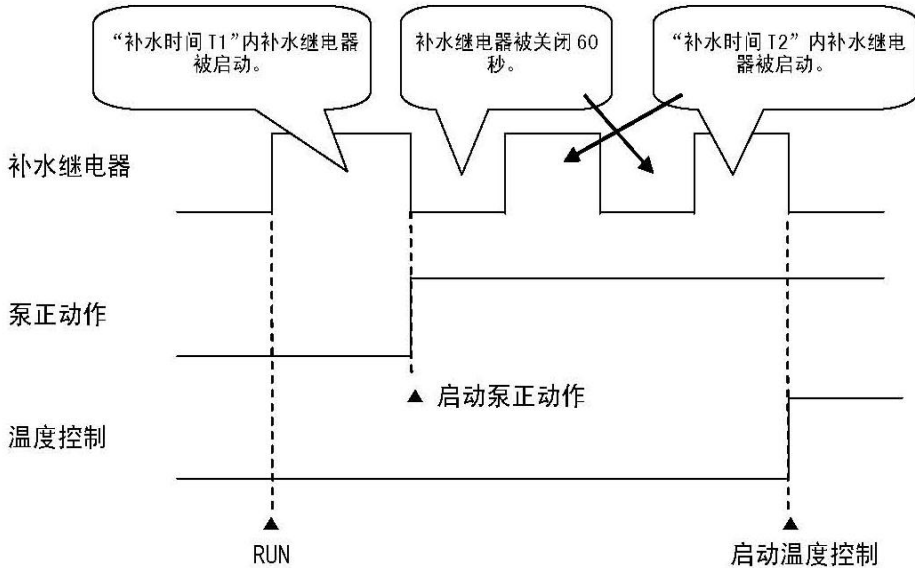 “补水时间 T1”内补水继电器
被启动。
补水继电器被关闭 60
秒。
“补水时间 T2” 内补水继电
器被启动。
补水继电器
泵正动作
启动泵正动作
温度控制
RUN
启动温度控制